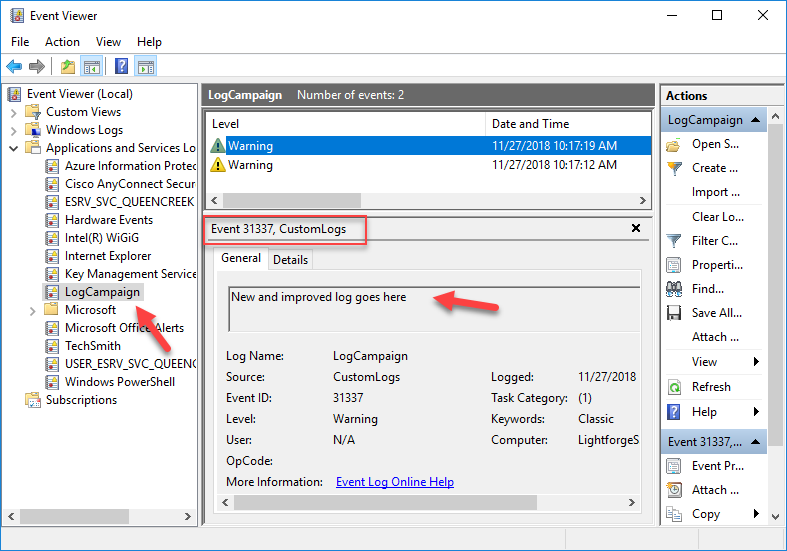 Event Viewer
File Action View Help
Event Viewer (Local)
Custom Views
Windows Logs
Applications and Services Lo
Azure Information Protec
Cisco AnyConnect Secur
ESRV_SVC_QUEENCREEK
Hardware Events
Intel(R) WiGiG
Internet Explorer
Key Management Service
LogCampaign
Microsoft
Microsoft Office Alerts
TechSmith
USER_ESRV_SVC_QUEENC
Windows PowerShell
Subscriptions
LogCampaign Number of events: 2
Level Date and Time
Warning 11/27/2018 10:17:19 AM
Warning 11/27/2018 10:17:12 AM
Event 31337, CustomLogs
General Details
New and improved log goes here
Log Name: LogCampaign
Source: CustomLogs Logged: 11/27/2018
Event ID: 31337 Task Category: (1)
Level: Warning Keywords: Classic
User: N/A Computer: LightforgeS
OpCode:
More Information: Event Log Online Help
Actions
LogCampaign
Open S...
Create ...
Import ...
Clear Lo...
Filter C...
Properti...
Find...
Save All...
Attach ...
View
Refresh
Help
Event 31337,...
Event Pr...
Attach ...
Copy